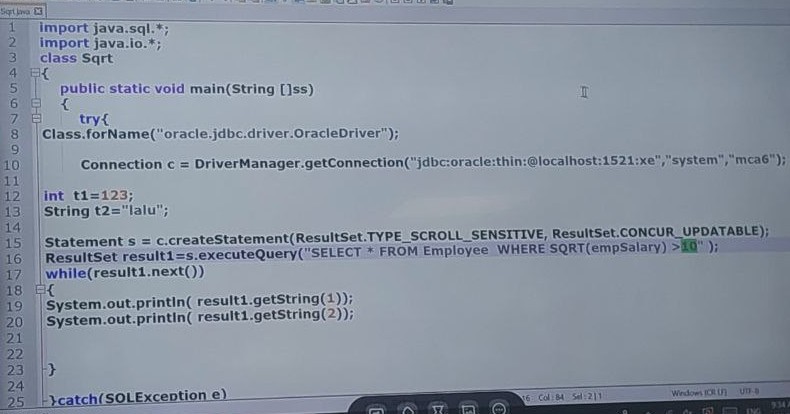 Sqrt.java
1 import java.sql.*;
2 import java.io.*;
3 class Sqrt
4 {
5 public static void main(String []ss)
6 {
7 try{
8 Class.forName("oracle.jdbc.driver.OracleDriver");
9
10 Connection c = DriverManager.getConnection("jdbc:oracle:thin:@localhost:1521:xe","system","mca6");
11
12 int t1=123;
13 String t2="lalu";
14
15 Statement s = c.createStatement(ResultSet.TYPE_SCROLL_SENSITIVE, ResultSet.CONCUR_UPDATABLE);
16 ResultSet result1=s.executeQuery("SELECT * FROM Employee WHERE SQRT(empSalary) >10" );
17 while(result1.next())
18 {
19 System.out.println( result1.getString(1));
20 System.out.println( result1.getString(2));
21
22
23 }
24
25 }catch(SQLException e)
16 Col:84 Sel:2|1 Windows (CR LF) UTF-8
ENG 9:34